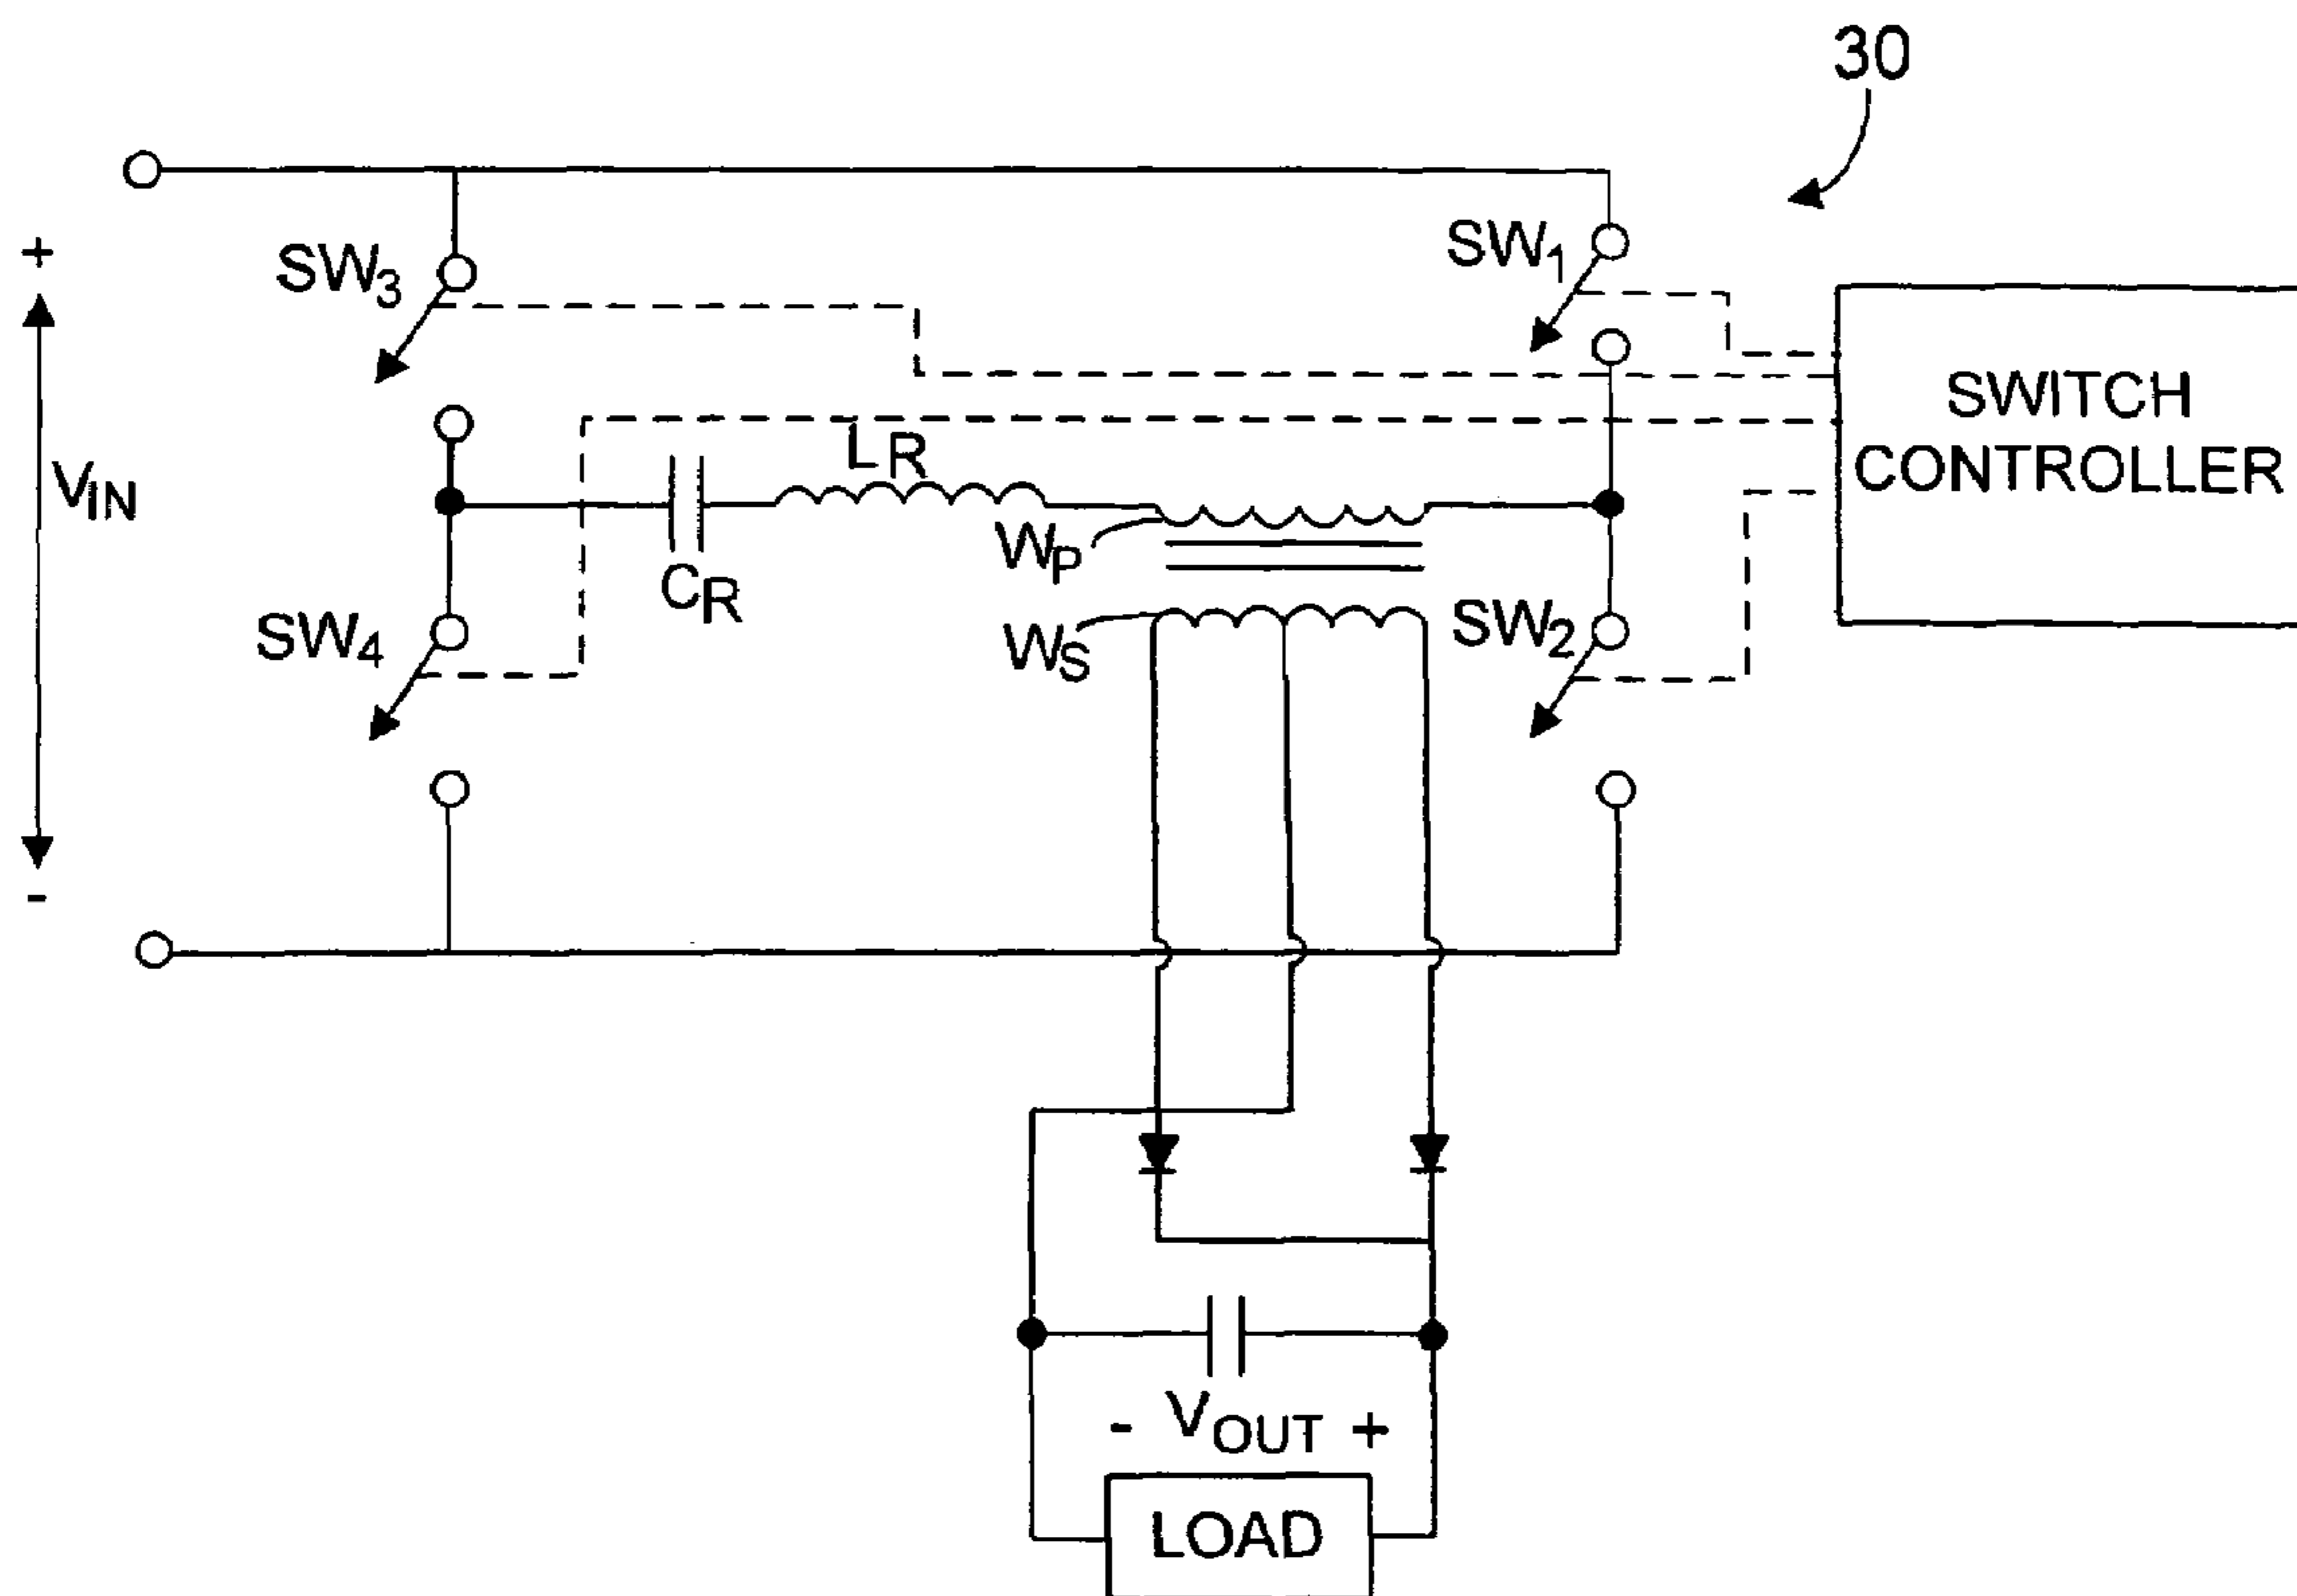 30
+
SW3
SW1
SWITCH
CONTROLLER
LR
VIN
WP
CR
SW4
WS
SW2
-
- VOUT +
LOAD